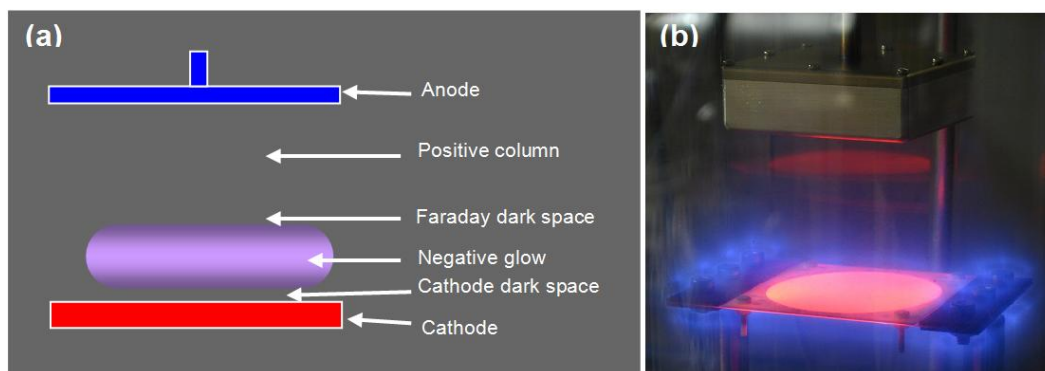 (a)
Anode
Positive column
Faraday dark space
Negative glow
Cathode dark space
Cathode
(b)